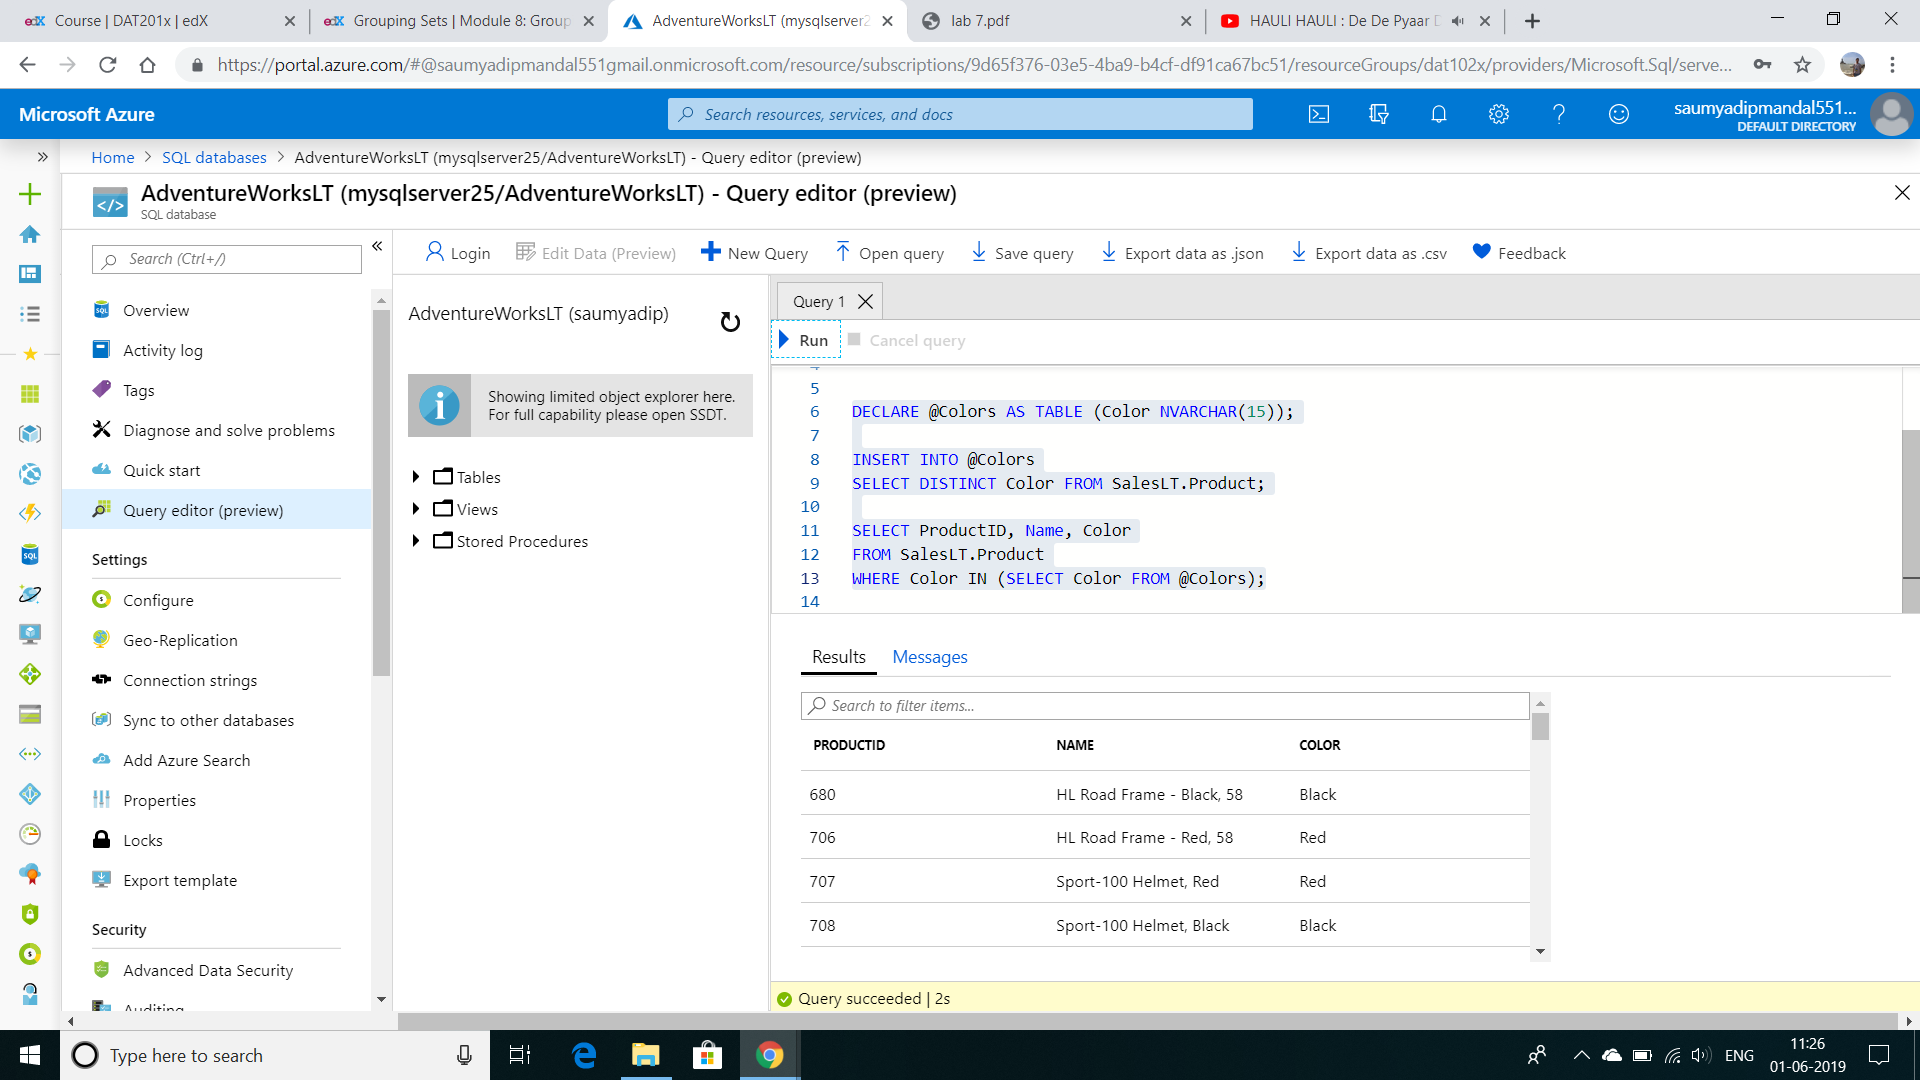 Course | DAT201x | edX
Grouping Sets | Module 8: Group
AdventureWorksLT (mysqlserver2
lab 7.pdf
HAULI HAULI : De De Pyaar D
https://portal.azure.com/#@saumyadipmandal551gmail.onmicrosoft.com/resource/subscriptions/9d65f376-03e5-4ba9-b4cf-df91ca67bc51/resourceGroups/dat102x/providers/Microsoft.Sql/serve...
Microsoft Azure
Search resources, services, and docs
saumyadipmandal551...
DEFAULT DIRECTORY
Home > SQL databases > AdventureWorksLT (mysqlserver25/AdventureWorksLT) - Query editor (preview)
AdventureWorksLT (mysqlserver25/AdventureWorksLT) - Query editor (preview)
SQL database
Search (Ctrl+/)
Overview
Activity log
Tags
Diagnose and solve problems
Quick start
Query editor (preview)
Settings
Configure
Geo-Replication
Connection strings
Sync to other databases
Add Azure Search
Properties
Locks
Export template
Security
Advanced Data Security
Auditing
Login
Edit Data (Preview)
New Query
Open query
Save query
Export data as .json
Export data as .csv
Feedback
AdventureWorksLT (saumyadip)
Showing limited object explorer here.
For full capability please open SSDT.
Tables
Views
Stored Procedures
Query 1
Run
Cancel query
5
6 DECLARE @Colors AS TABLE (Color NVARCHAR(15));
7
8 INSERT INTO @Colors
9 SELECT DISTINCT Color FROM SalesLT.Product;
10
11 SELECT ProductID, Name, Color
12 FROM SalesLT.Product
13 WHERE Color IN (SELECT Color FROM @Colors);
14
Results Messages
Search to filter items...
PRODUCTID NAME COLOR
680 HL Road Frame - Black, 58 Black
706 HL Road Frame - Red, 58 Red
707 Sport-100 Helmet, Red Red
708 Sport-100 Helmet, Black Black
Query succeeded | 2s
Type here to search
ENG
11:26
01-06-2019